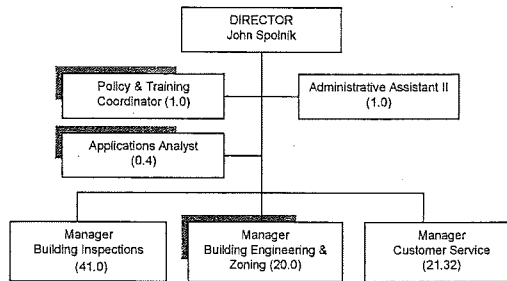 DIRECTOR
John Spolnik
Policy & Training
Coordinator (1.0)
Administrative Assistant II
(1.0)
Applications Analyst
(0.4)
Manager
Building Inspections
(41.0)
Manager
Building Engineering &
Zoning (20.0)
Manager
Customer Service
(21.32)